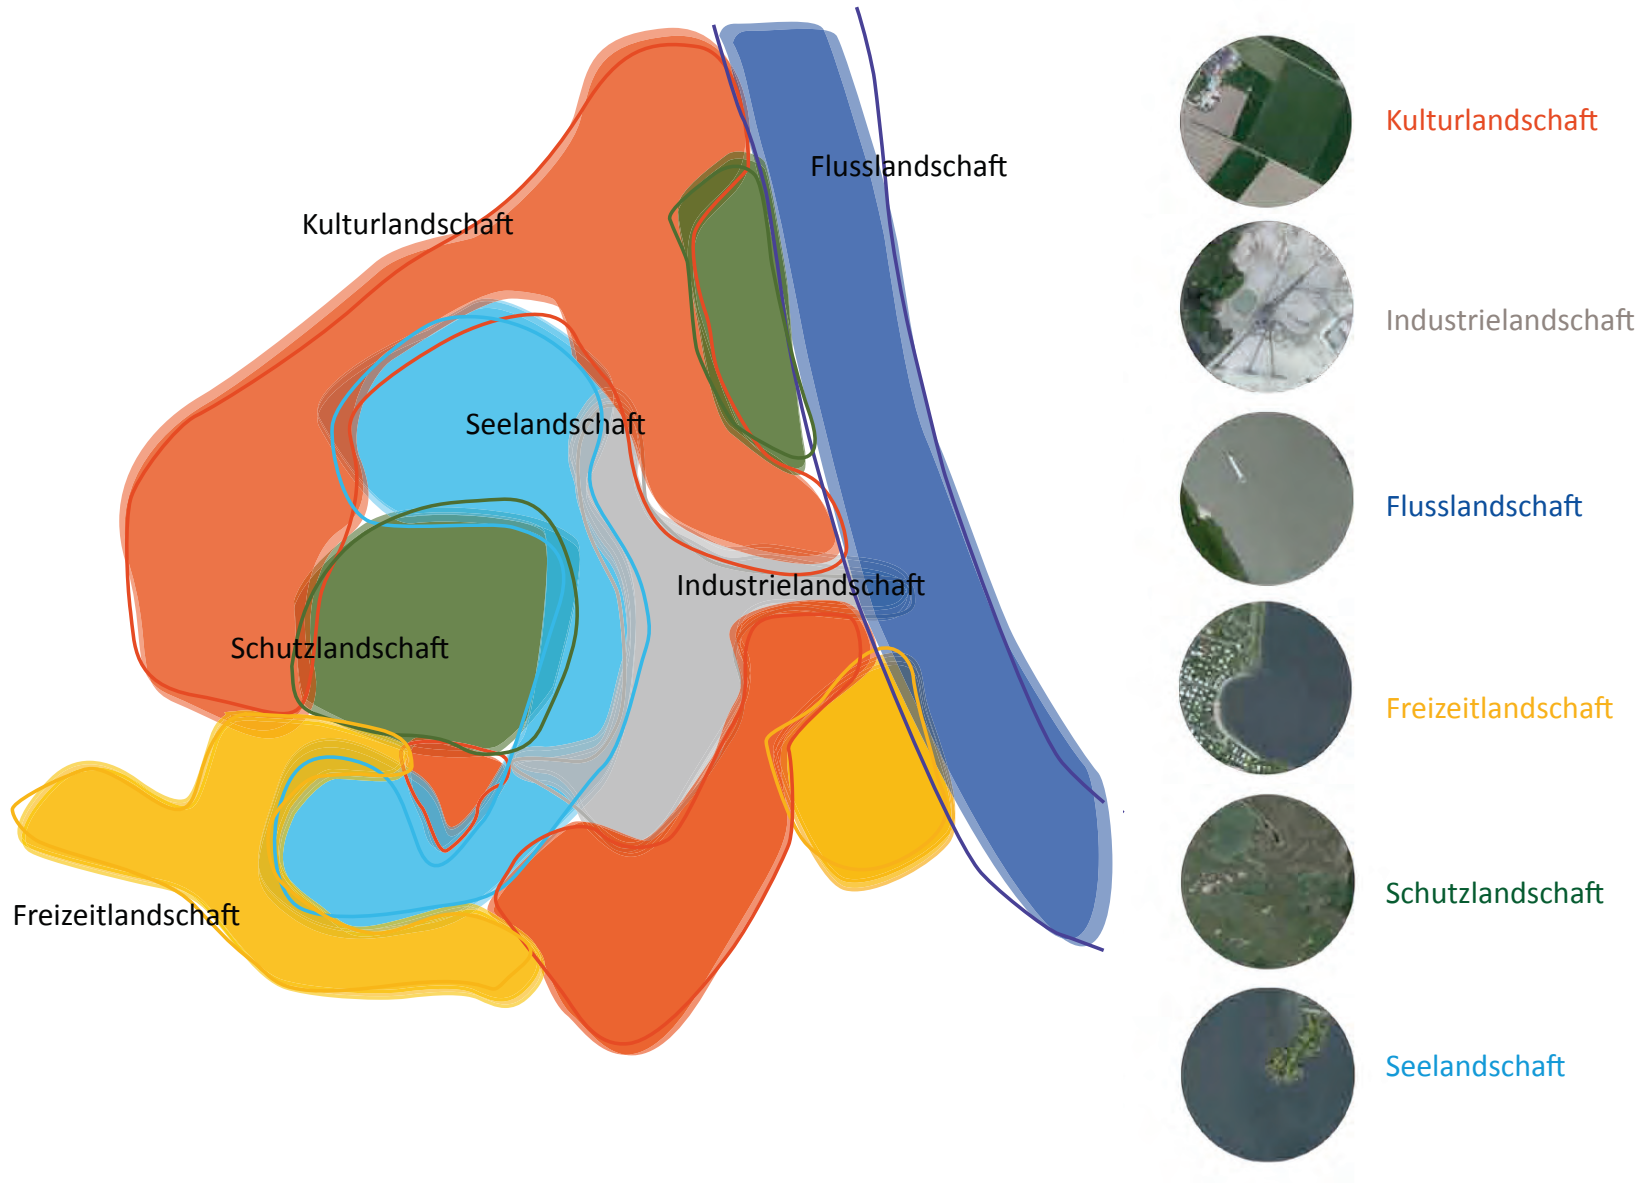 Flusslandschaft
Kulturlandschaft
Seelandschaft
Industrielandschaft
Schutzlandschaft
Freizeitlandschaft
Kulturlandschaft
Industrielandschaft
Flusslandschaft
Freizeitlandschaft
Schutzlandschaft
Seelandschaft